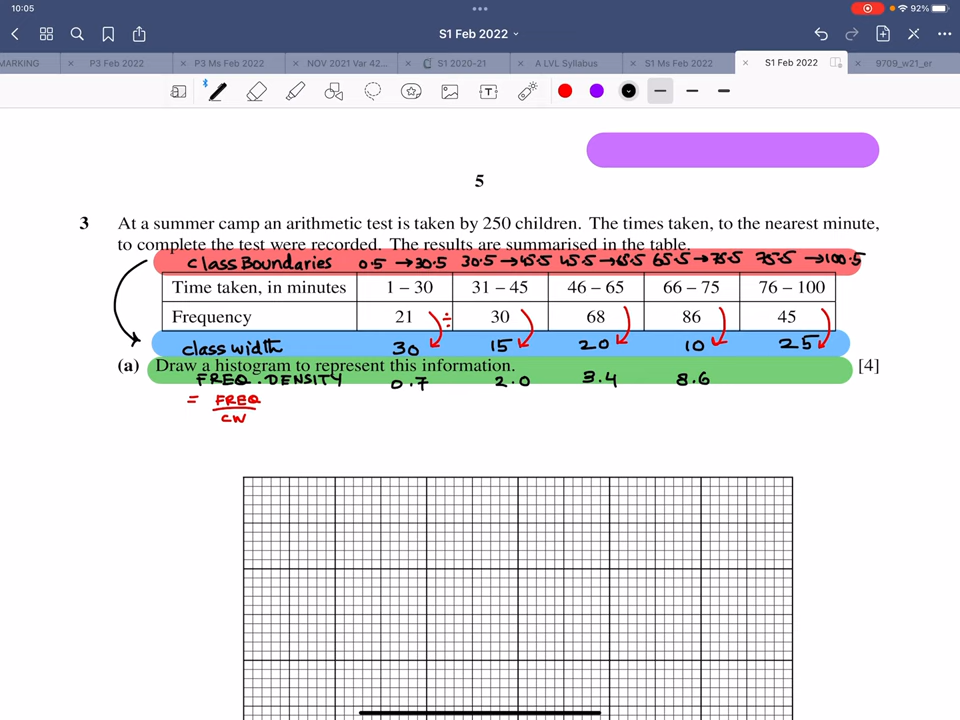 10:05
92%
S1 Feb 2022
MARKING
P3 Feb 2022
P3 Ms Feb 2022
NOV 2021 Var 42...
S1 2020-21
A LVL Syllabus
S1 Ms Feb 2022
S1 Feb 2022
9709_w21_er
5
3 At a summer camp an arithmetic test is taken by 250 children. The times taken, to the nearest minute,
to complete the test were recorded. The results are summarised in the table.
Class Boundaries 0.5 →30.5 30.5 →45.5 45.5 →65.5 65.5 →75.5 75.5 →100.5
Time taken, in minutes 1 – 30 31 – 45 46 – 65 66 – 75 76 – 100
Frequency 21 ÷ 30 68 86 45
class width 30 15 20 10 25
(a) Draw a histogram to represent this information. [4]
FREQ. DENSITY 0.7 2.0 3.4 8.6
= FREQ
CW